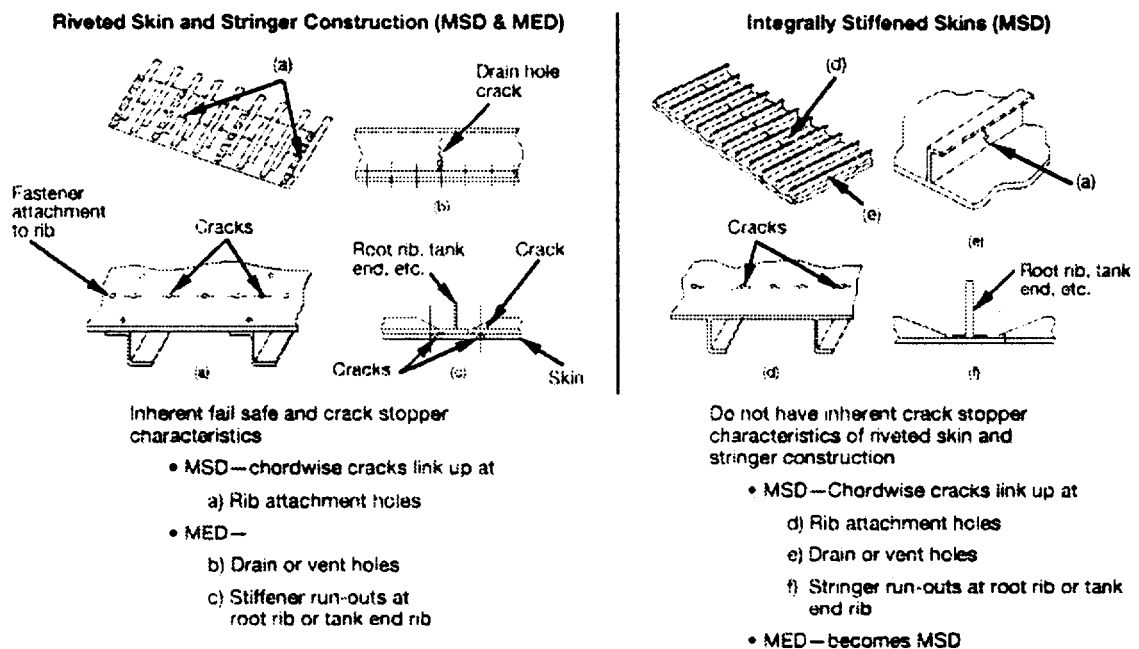 Riveted Skin and Stringer Construction (MSD & MED)
(a)
Drain hole
crack
(b)
Fastener
attachment
to rib
Cracks
Root rib, tank
end, etc.
Crack
(a)
Cracks
(c)
Skin
Inherent fail safe and crack stopper
characteristics
• MSD—chordwise cracks link up at
a) Rib attachment holes
• MED—
b) Drain or vent holes
c) Stiffener run-outs at
root rib or tank end rib
Integrally Stiffened Skins (MSD)
(d)
(a)
(e)
(e)
Cracks
Root rib, tank
end, etc.
(d)
(f)
Do not have inherent crack stopper
characteristics of riveted skin and
stringer construction
• MSD—Chordwise cracks link up at
d) Rib attachment holes
e) Drain or vent holes
f) Stringer run-outs at root rib or tank
end rib
• MED—becomes MSD